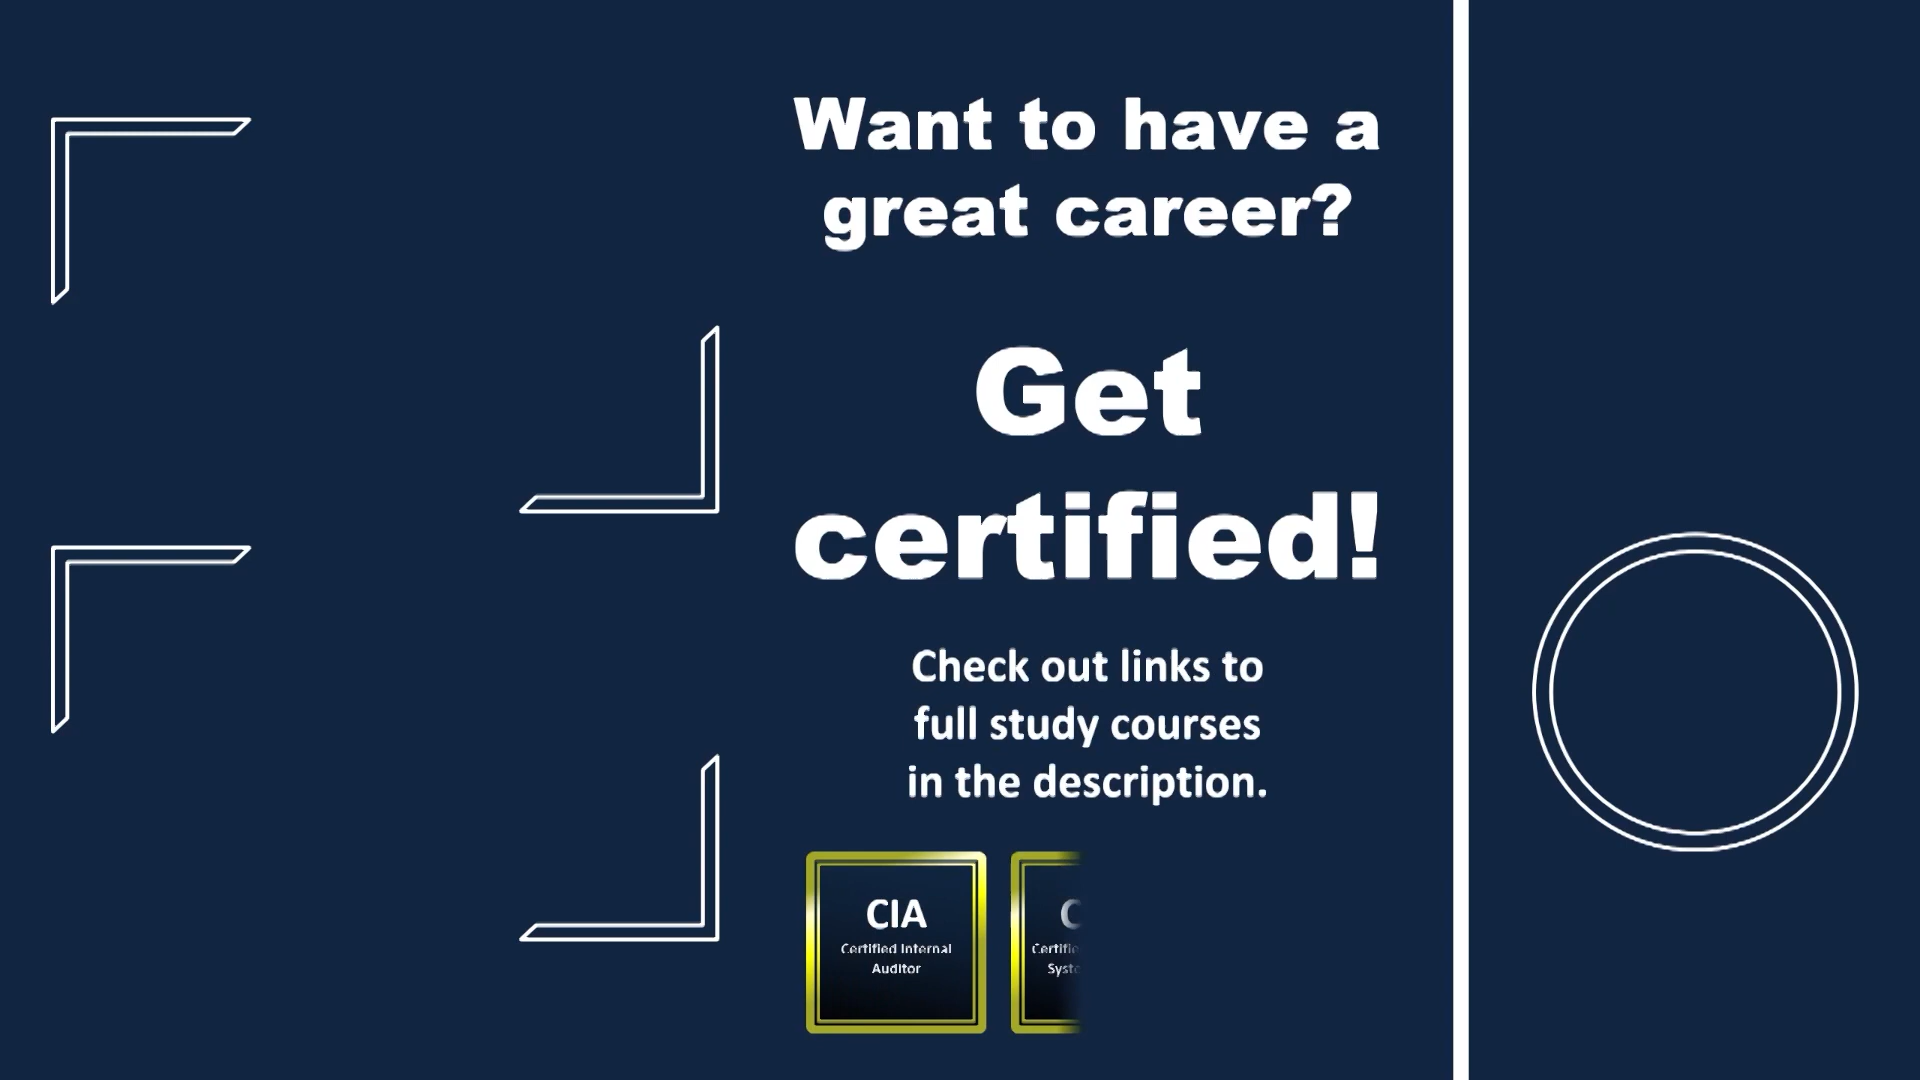 Want to have a
great career?
Get
certified!
Check out links to
full study courses
in the description.
CIA
Certified Internal
Auditor